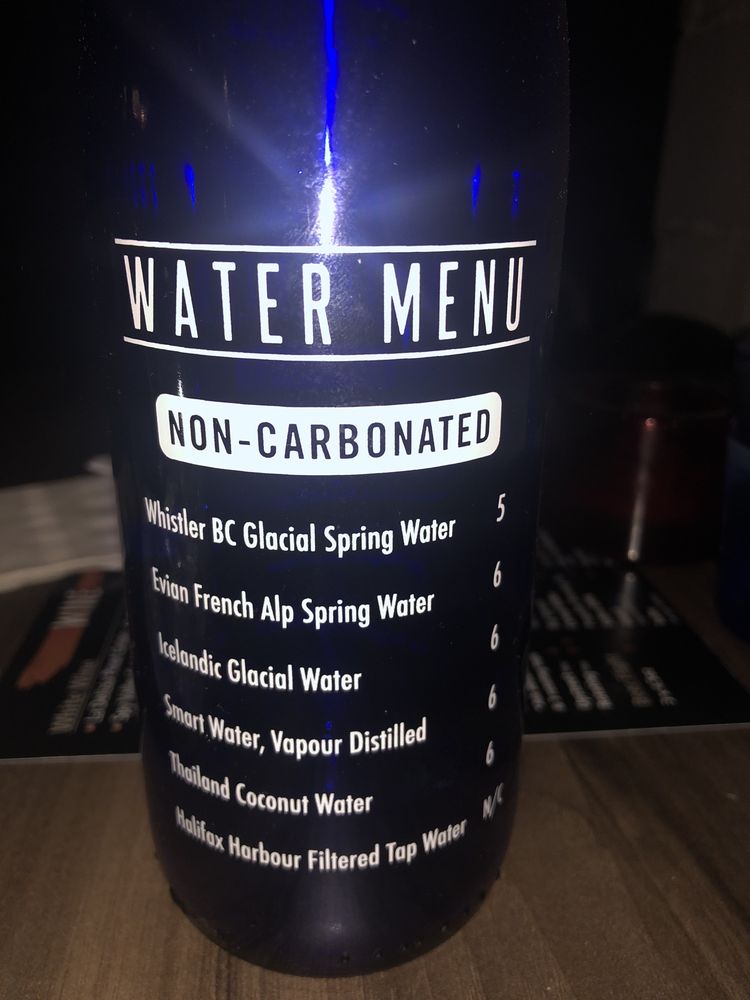 WATER MENU
NON-CARBONATED
Whistler BC Glacial Spring Water 5
Evian French Alp Spring Water 6
Icelandic Glacial Water 6
Smart Water, Vapour Distilled 6
Thailand Coconut Water 6
Halifax Harbour Filtered Tap Water N/C